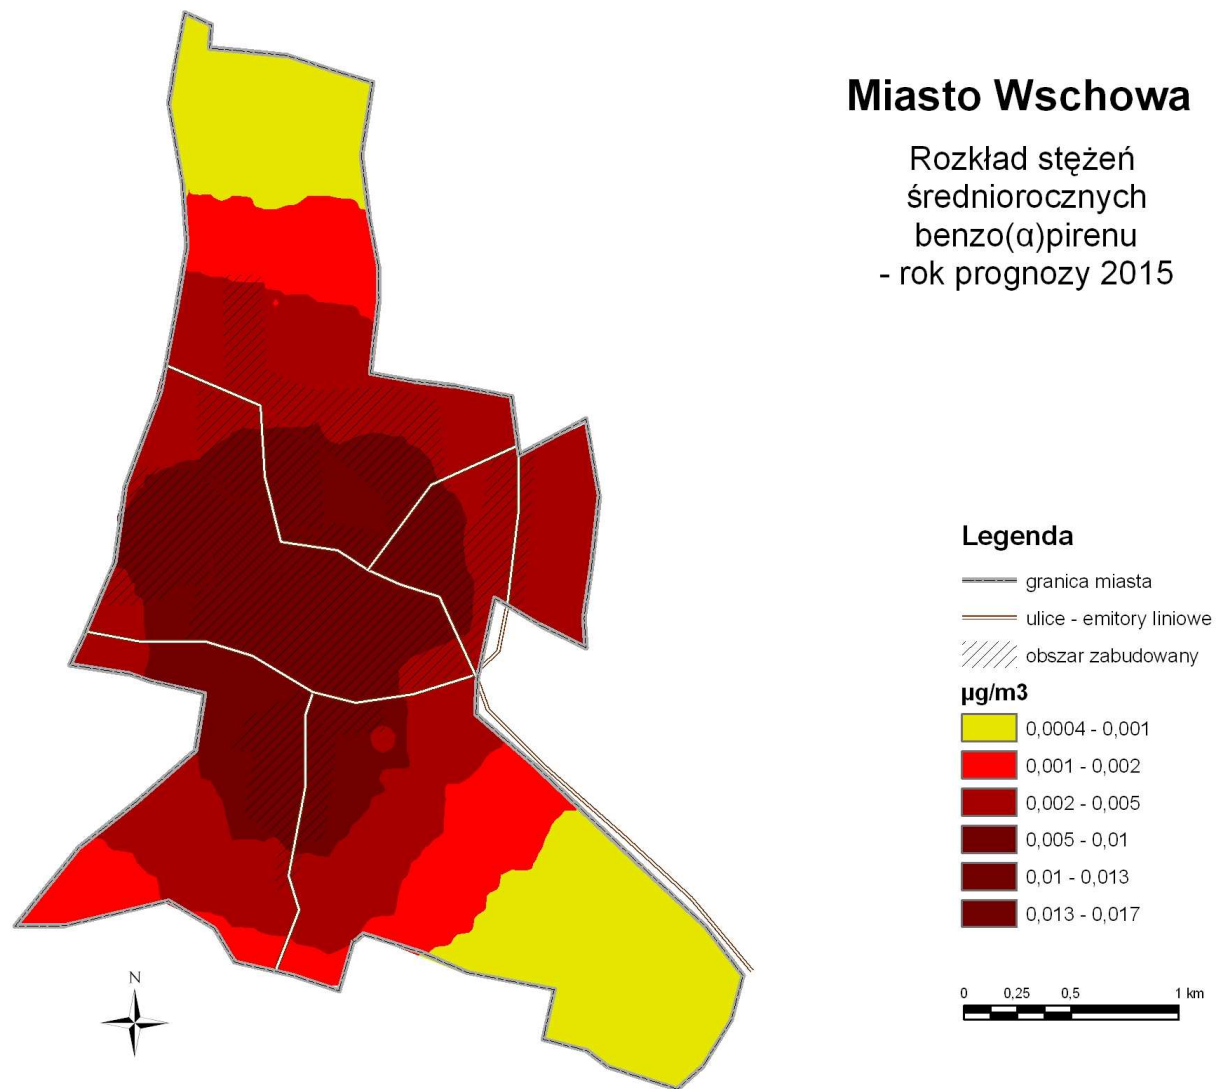 Miasto Wschowa
Rozkład stężeń
średniorocznych
benzo(α)pirenu
- rok prognozy 2015
Legenda
granica miasta
ulice - emitory liniowe
obszar zabudowany
µg/m3
0,0004 - 0,001
0,001 - 0,002
0,002 - 0,005
0,005 - 0,01
0,01 - 0,013
0,013 - 0,017
N
0 0,25 0,5 1 km